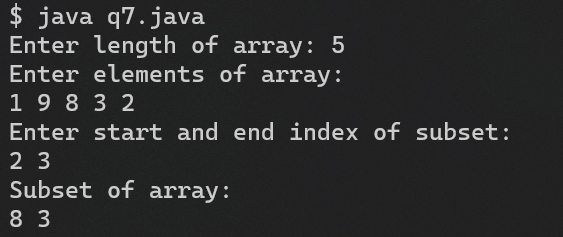 $ java q7.java
Enter length of array: 5
Enter elements of array:
1 9 8 3 2
Enter start and end index of subset:
2 3
Subset of array:
8 3